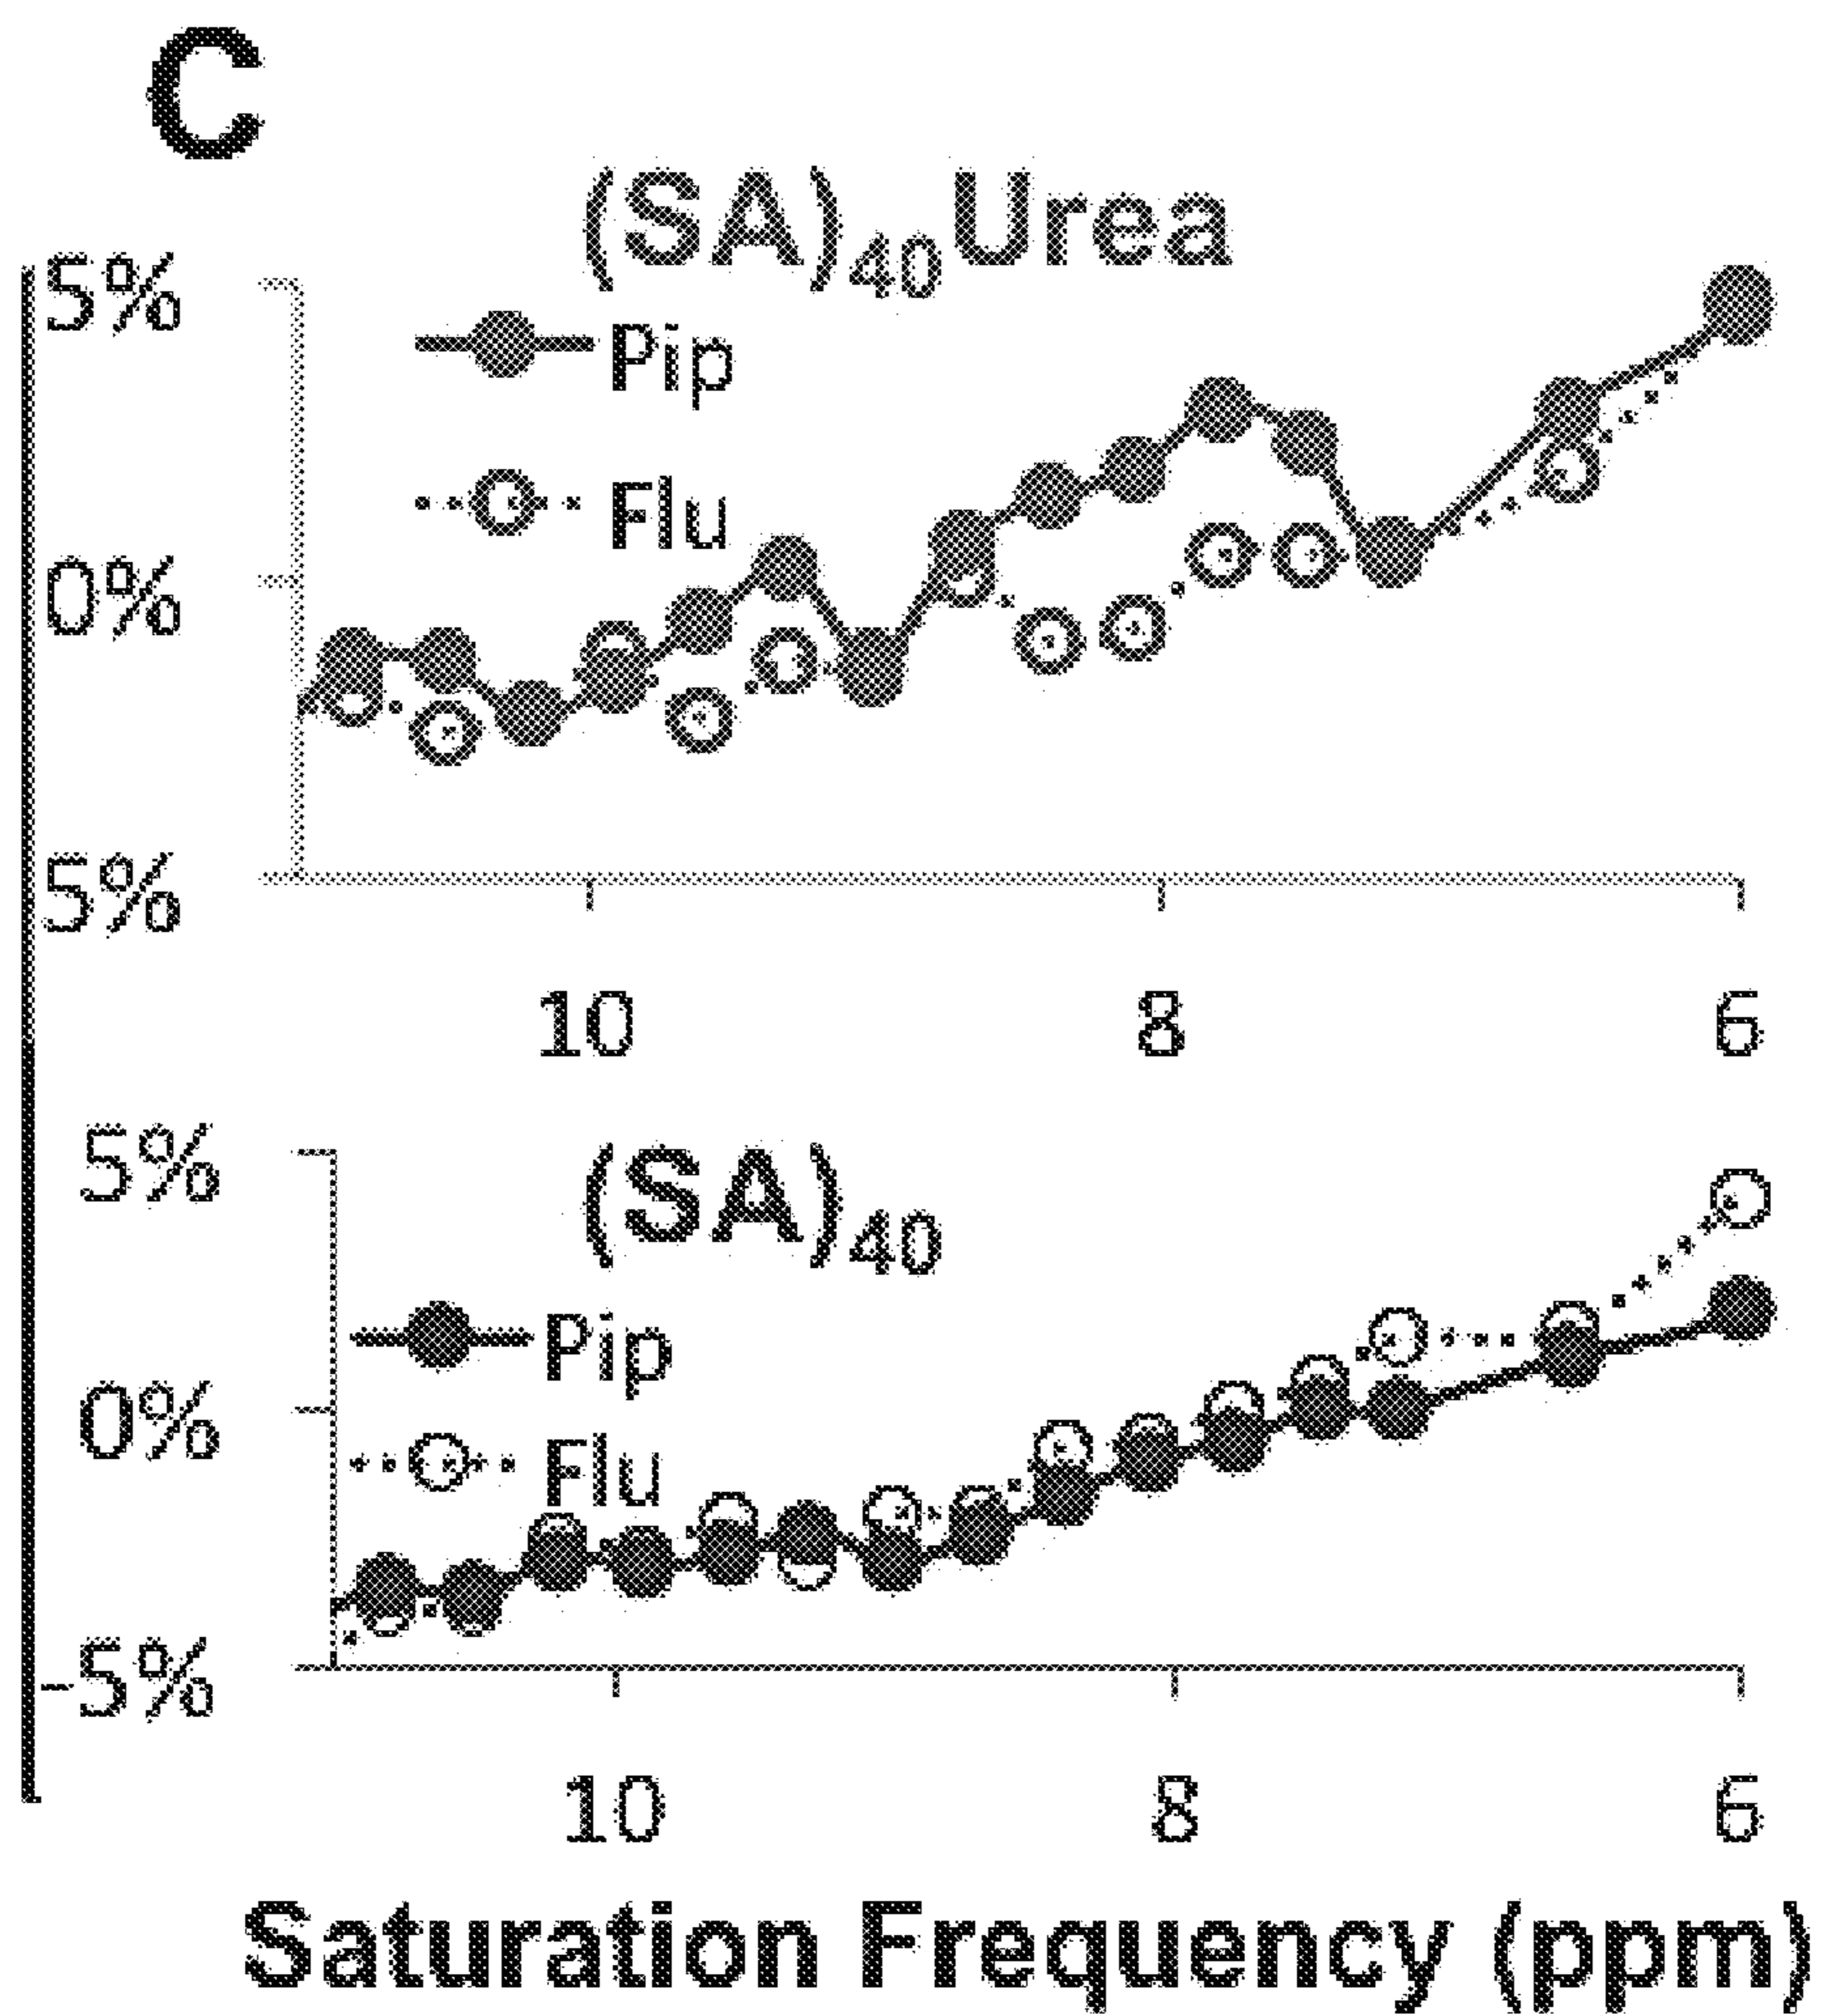 C
(SA)40Urea
5%
Pip
Flu
0%
5%
10 8 6
5%
(SA)40
Pip
0%
Flu
-5%
10 8 6
Saturation Frequency (ppm)